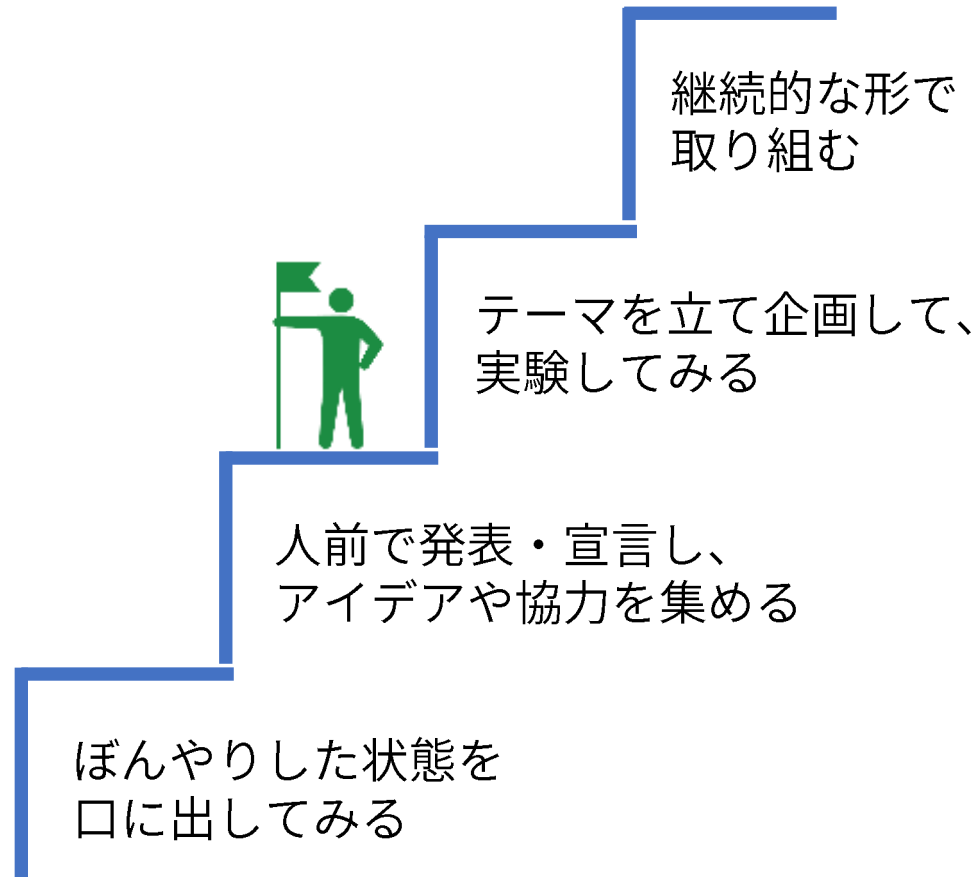 継続的な形で
取り組む
テーマを立て企画して、
実験してみる
人前で発表・宣言し、
アイデアや協力を集める
ぼんやりした状態を
口に出してみる